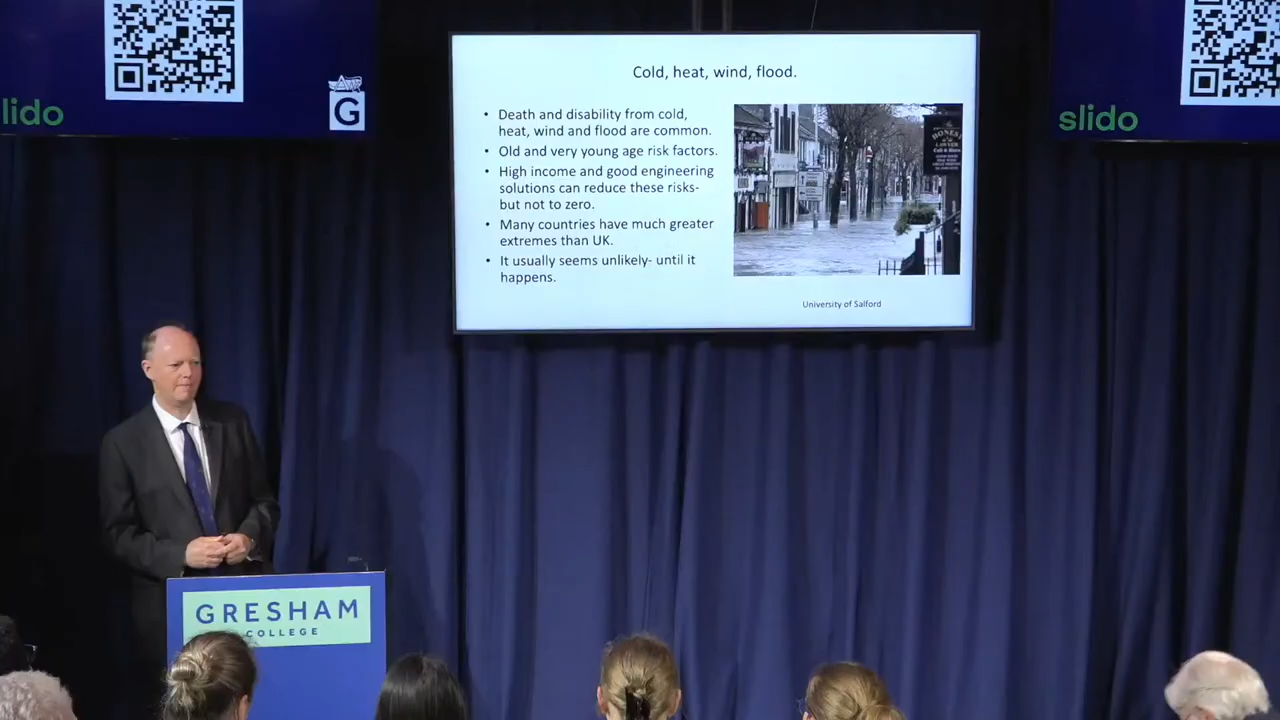 slido
G
Cold, heat, wind, flood.
• Death and disability from cold,
heat, wind and flood are common.
• Old and very young age risk factors.
• High income and good engineering
solutions can reduce these risks-
but not to zero.
• Many countries have much greater
extremes than UK.
• It usually seems unlikely- until it
happens.
University of Salford
slido
GRESHAM
COLLEGE